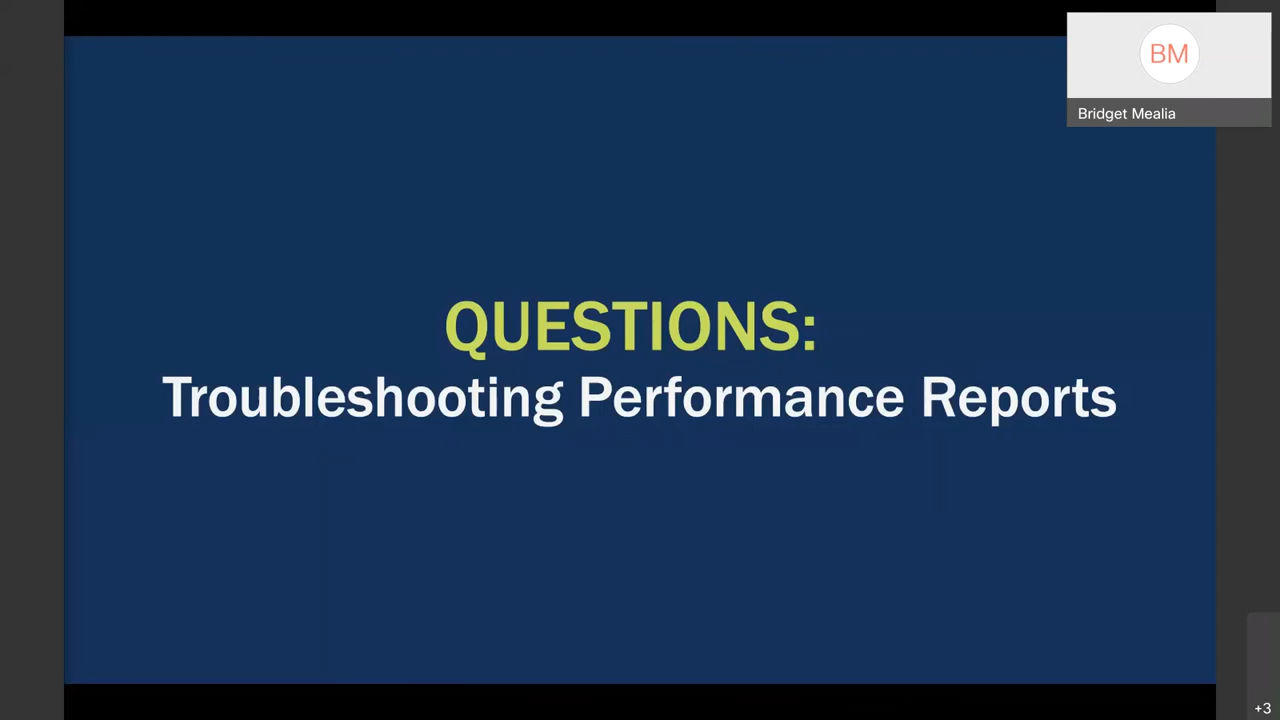 BM
Bridget Mealia
QUESTIONS:
Troubleshooting Performance Reports
+3